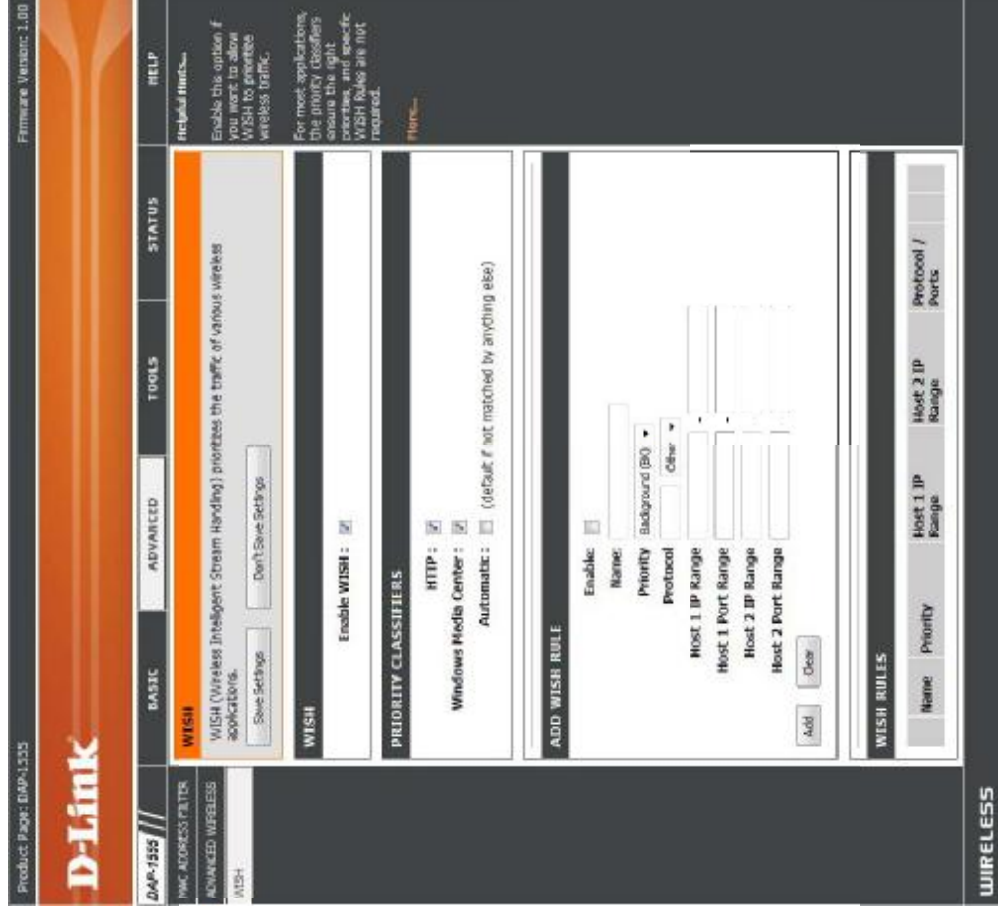 Product Page: DAP-1555
Firmware Version: 1.00
D-Link
DAP-1555
BASIC
ADVANCED
TOOLS
STATUS
HELP
MAC ADDRESS FILTER
ADVANCED WIRELESS
WISH
WISH
WISH (Wireless Intelligent Stream Handling) prioritizes the traffic of various wireless
applications.
Save Settings
Don't Save Settings
WISH
Enable WISH :
PRIORITY CLASSIFIERS
HTTP :
Windows Media Center :
Automatic : (default if not matched by anything else)
ADD WISH RULE
Enable:
Name:
Priority Background (BK)
Protocol Other
Host 1 IP Range -
Host 1 Port Range -
Host 2 IP Range
Host 2 Port Range
Add
Clear
WISH RULES
Name
Priority
Host 1 IP
Range
Host 2 IP
Range
Protocol /
Ports
Helpful Hints...
Enable this option if
you want to allow
WISH to prioritize
wireless traffic.
For most applications,
the priority classifiers
ensure the right
priorities, and specific
WISH Rules are not
required.
More...
WIRELESS